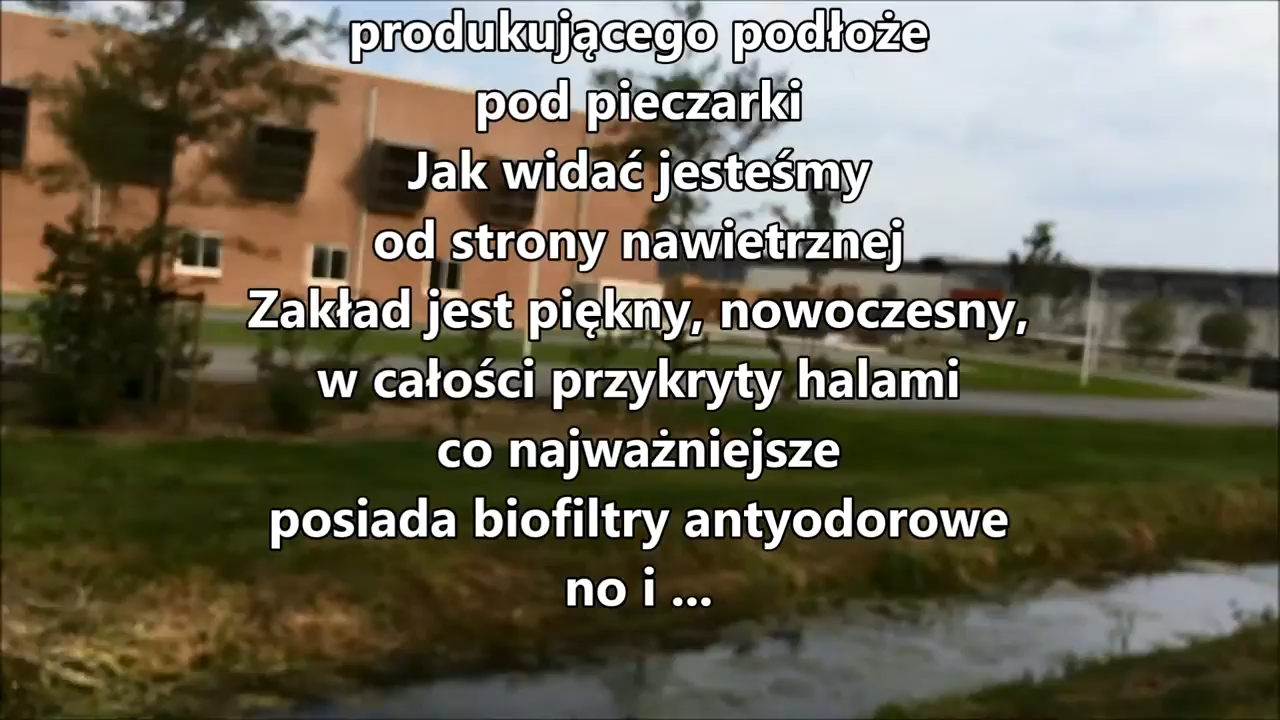 produkującego podłoże
pod pieczarki
Jak widać jesteśmy
od strony nawietrznej
Zakład jest piękny, nowoczesny,
w całości przykryty halami
co najważniejsze
posiada biofiltry antyodorowe
no i ...